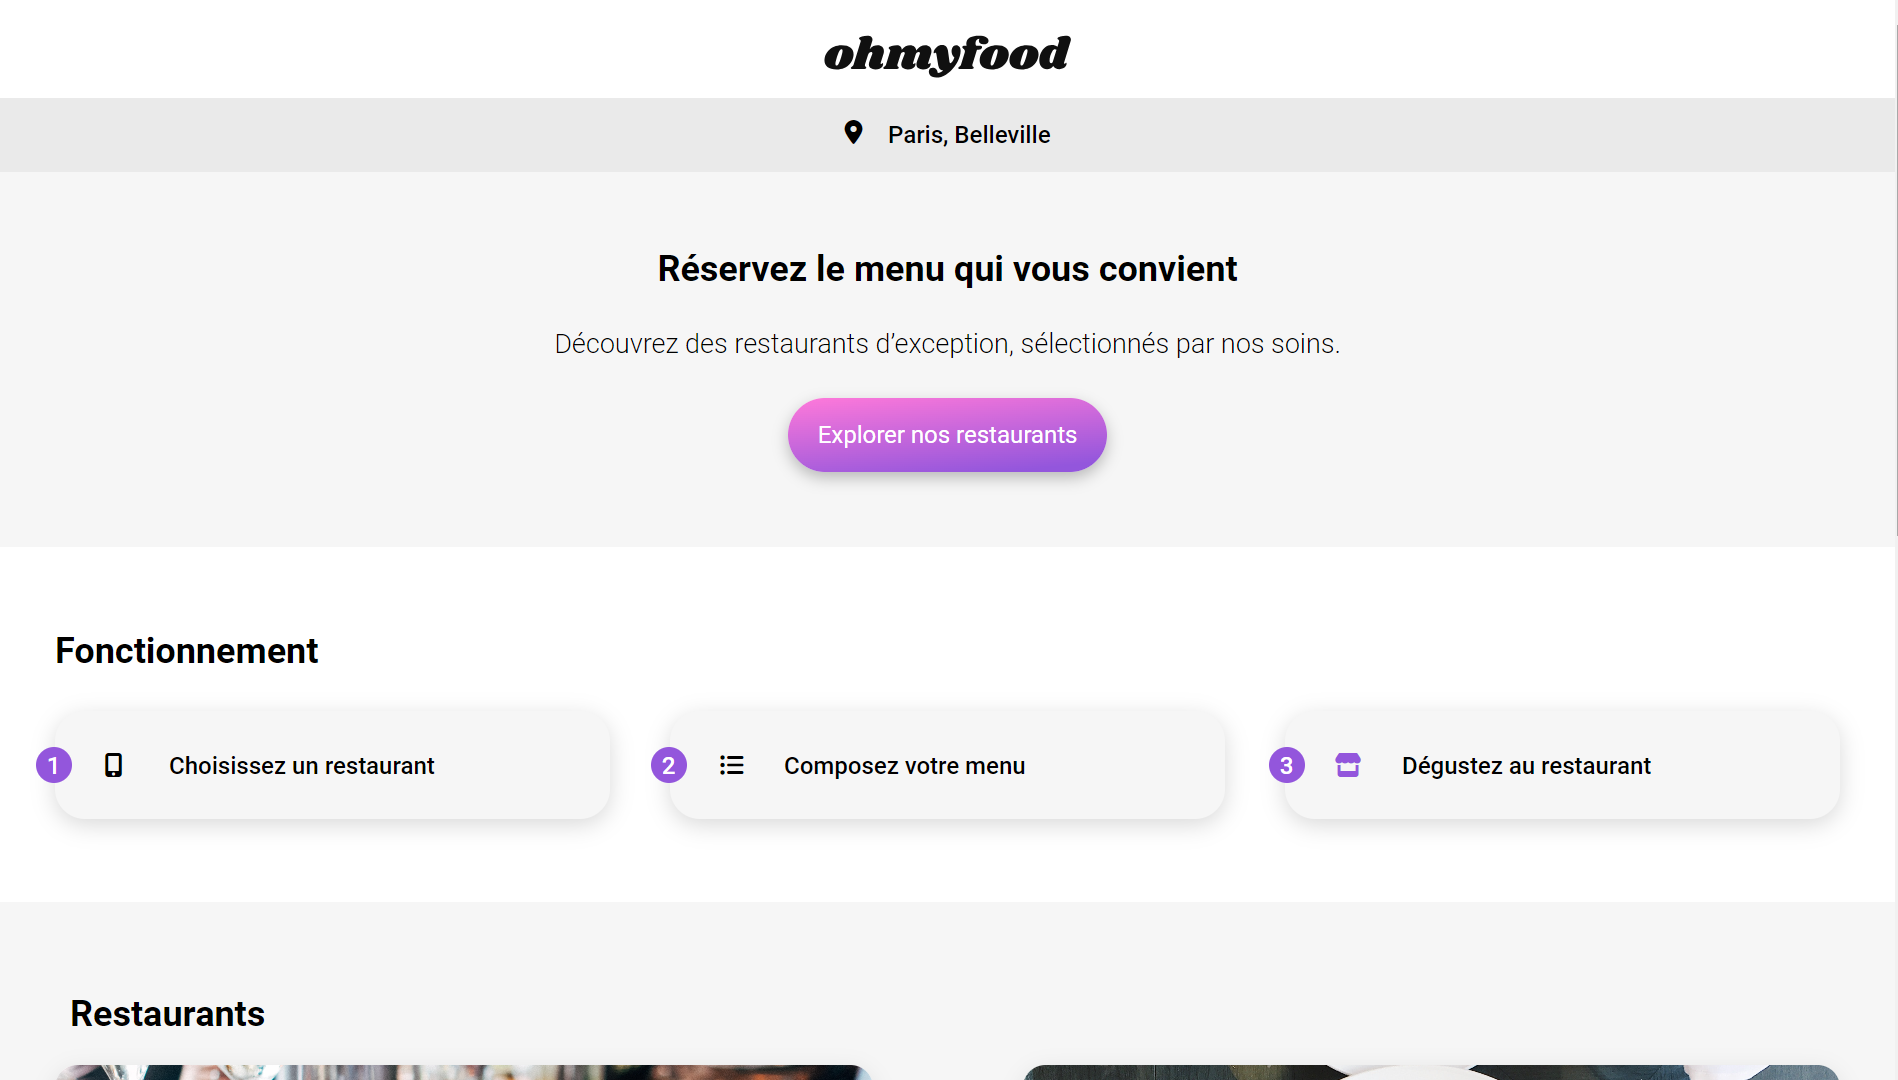 ohmyfood
Paris, Belleville
Réservez le menu qui vous convient
Découvrez des restaurants d’exception, sélectionnés par nos soins.
Explorer nos restaurants
Fonctionnement
1 Choisissez un restaurant
2 Composez votre menu
3 Dégustez au restaurant
Restaurants